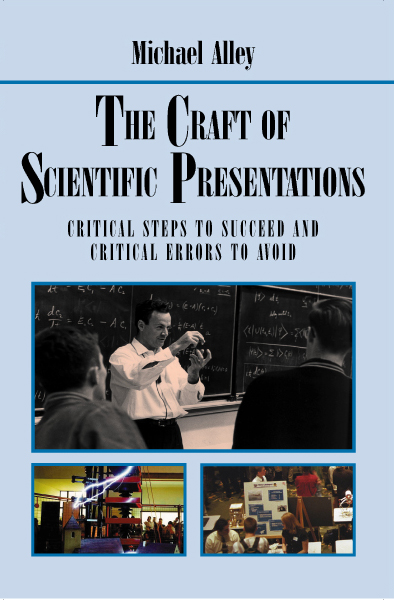 Michael Alley
THE CRAFT OF
SCIENTIFIC PRESENTATIONS
CRITICAL STEPS TO SUCCEED AND
CRITICAL ERRORS TO AVOID